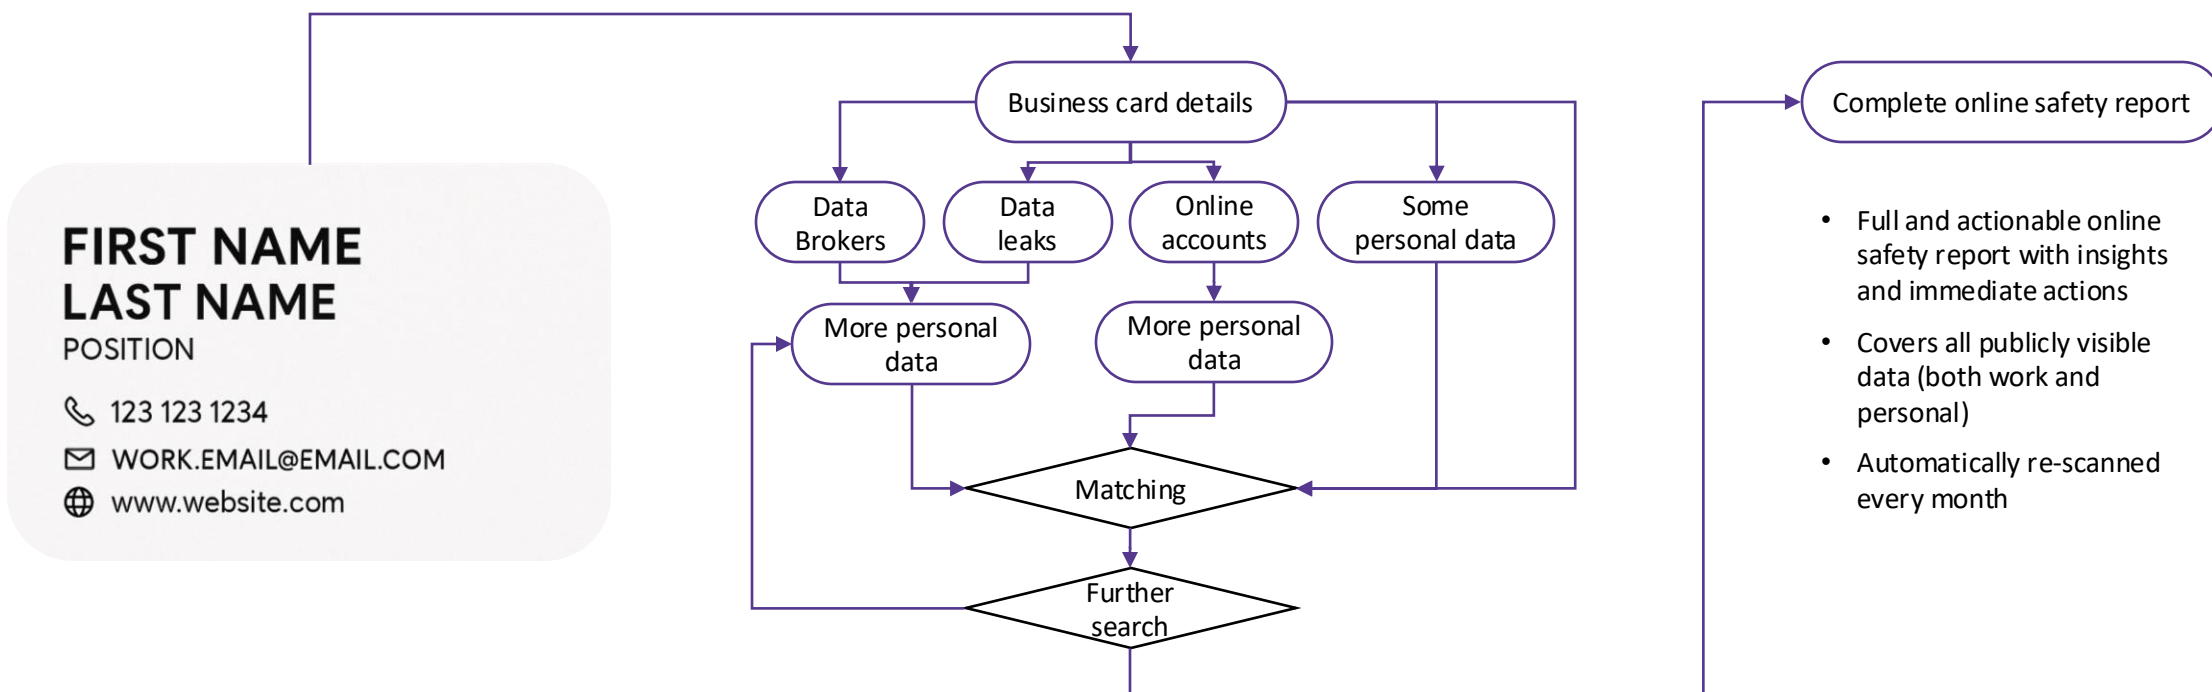 FIRST NAME
LAST NAME
POSITION
123 123 1234
WORK.EMAIL@EMAIL.COM
www.website.com
Business card details
Data
Brokers
Data
leaks
Online
accounts
Some
personal data
More personal
data
More personal
data
Matching
Further
search
Complete online safety report
• Full and actionable online
safety report with insights
and immediate actions
• Covers all publicly visible
data (both work and
personal)
• Automatically re-scanned
every month